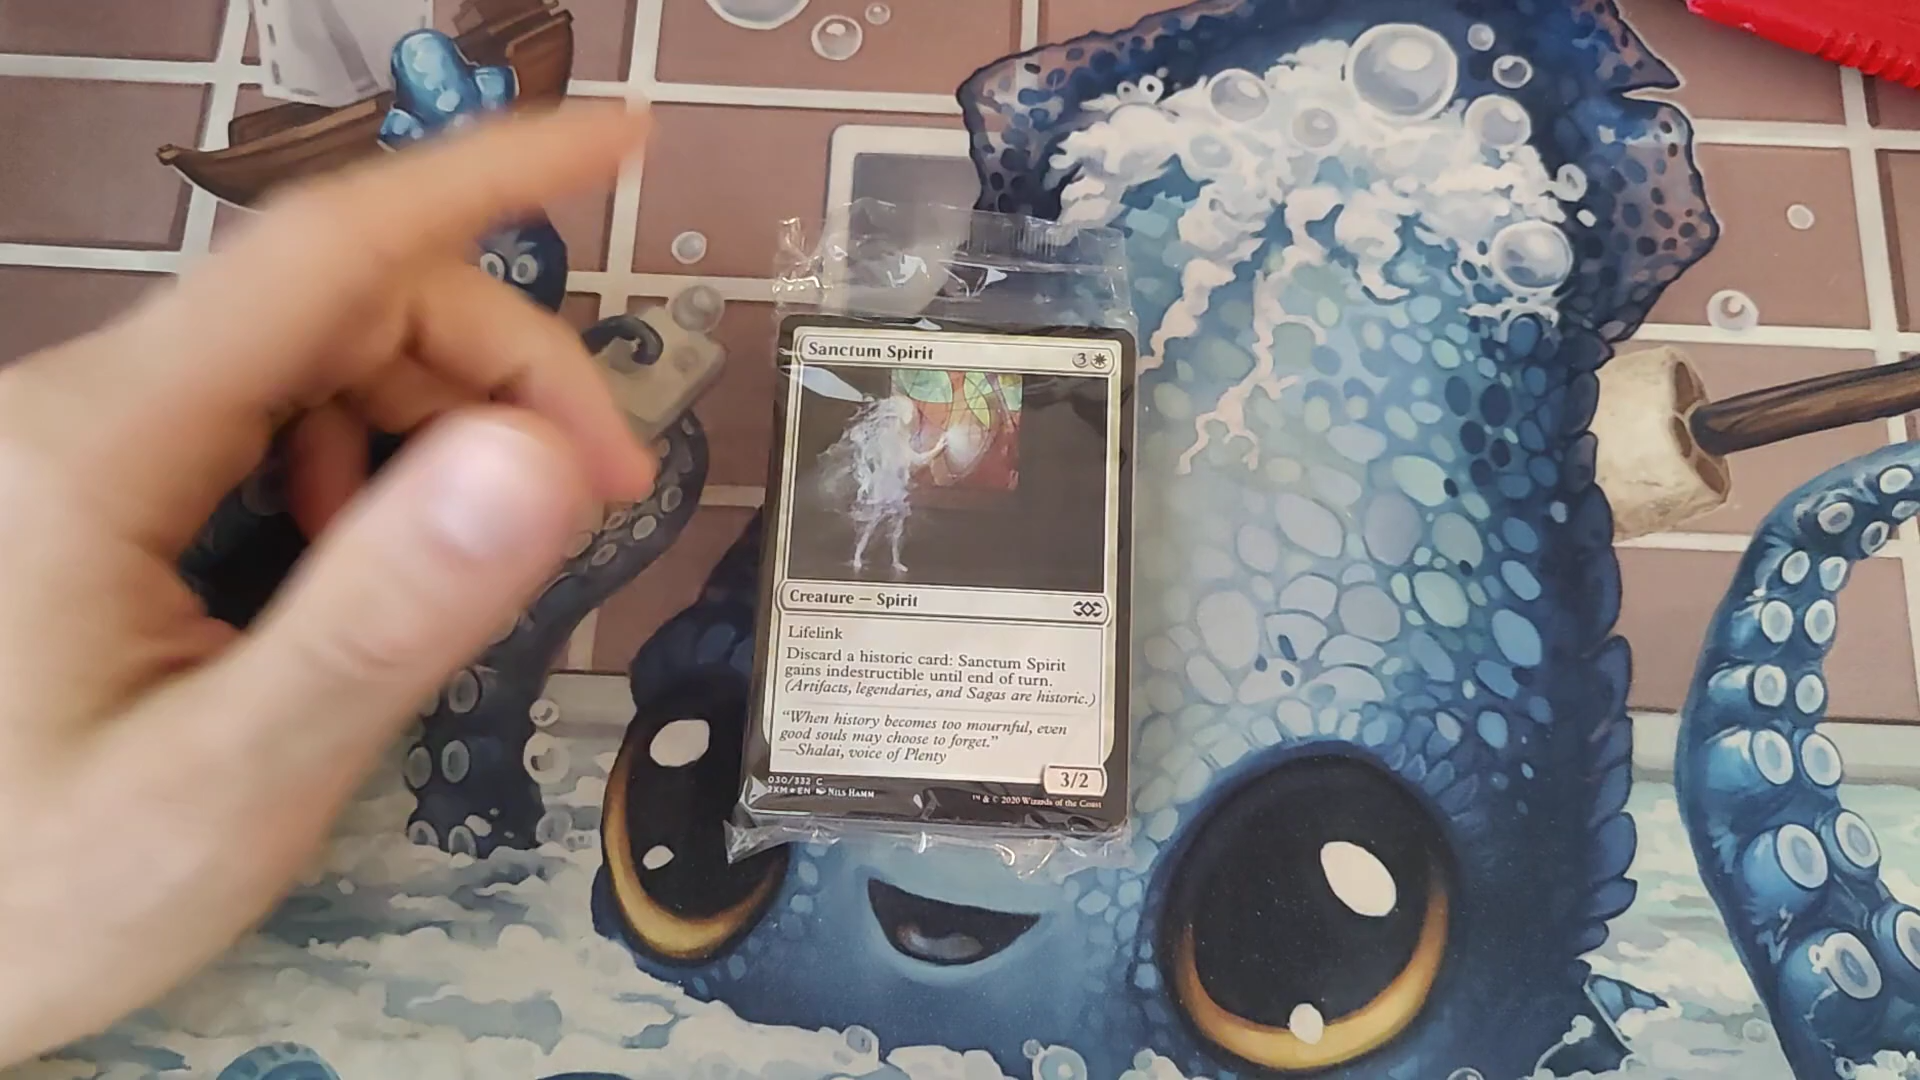 Sanctum Spirit
3
Creature — Spirit
Lifelink
Discard a historic card: Sanctum Spirit
gains indestructible until end of turn.
(Artifacts, legendaries, and Sagas are historic.)
"When history becomes too mournful, even
good souls may choose to forget."
—Shalai, voice of Plenty
3/2
030/332 C
2XM★EN Nils Hamm
™ & © 2020 Wizards of the Coast